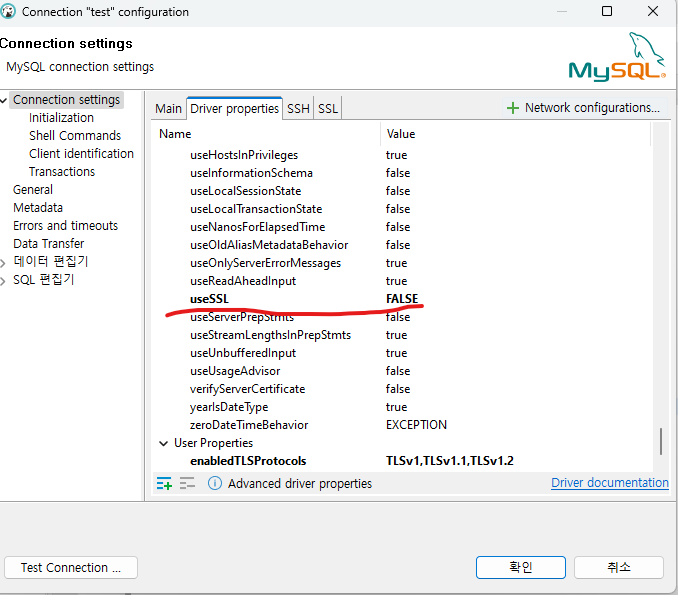 Connection "test" configuration
Connection settings
MySQL connection settings
MySQL®
Connection settings
Initialization
Shell Commands
Client identification
Transactions
General
Metadata
Errors and timeouts
Data Transfer
데이터 편집기
SQL 편집기
Main Driver properties SSH SSL
Network configurations...
Name Value
useHostsInPrivileges true
useInformationSchema false
useLocalSessionState false
useLocalTransactionState false
useNanosForElapsedTime false
useOldAliasMetadataBehavior false
useOnlyServerErrorMessages true
useReadAheadInput true
useSSL FALSE
useServerPrepStmts false
useStreamLengthsInPrepStmts true
useUnbufferedInput true
useUsageAdvisor false
verifyServerCertificate false
yearIsDateType true
zeroDateTimeBehavior EXCEPTION
User Properties
enabledTLSProtocols TLSv1,TLSv1.1,TLSv1.2
Advanced driver properties Driver documentation
Test Connection ... 확인 취소